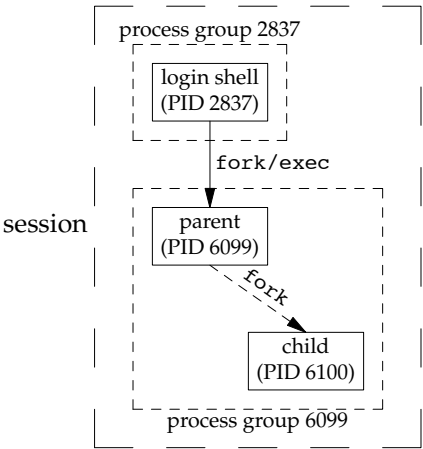 process group 2837
login shell
(PID 2837)
fork/exec
session
parent
(PID 6099)
fork
child
(PID 6100)
process group 6099